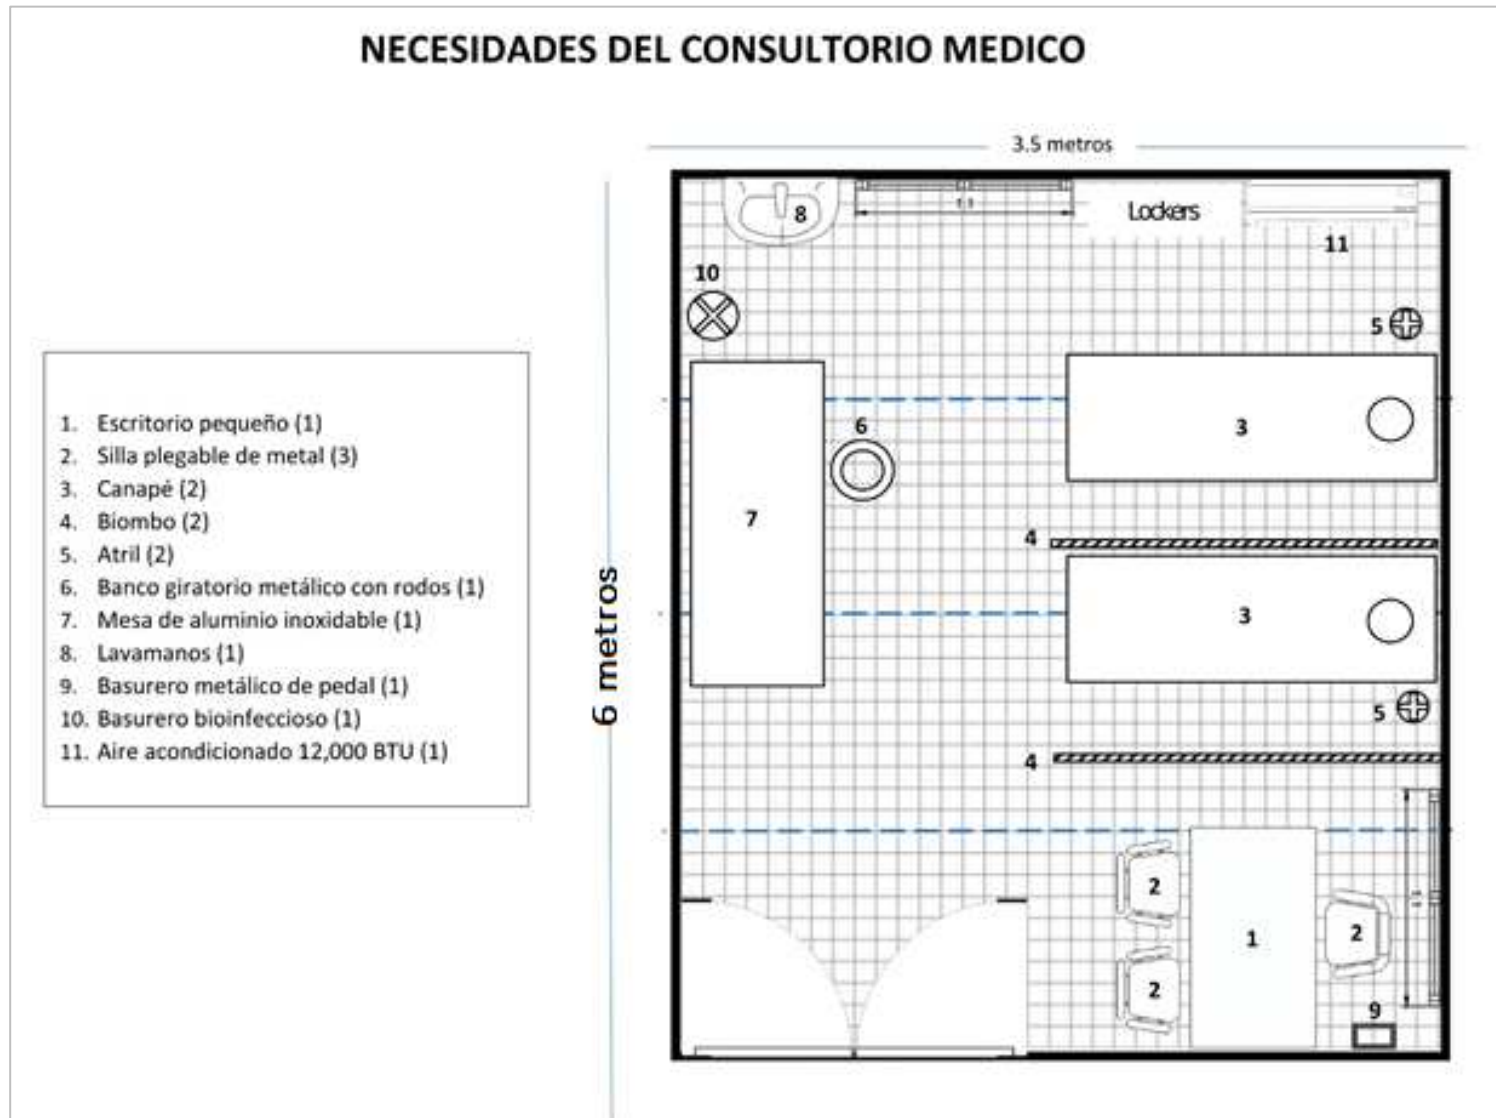 NECESIDADES DEL CONSULTORIO MEDICO
3.5 metros
8
1.1
Lockers
11
10
5
1. Escritorio pequeño (1)
2. Silla plegable de metal (3)
3. Canapé (2)
4. Biombo (2)
5. Atril (2)
6. Banco giratorio metálico con rodos (1)
7. Mesa de aluminio inoxidable (1)
8. Lavamanos (1)
9. Basurero metálico de pedal (1)
10. Basurero bioinfeccioso (1)
11. Aire acondicionado 12,000 BTU (1)
6 metros
6
3
7
4
3
5
4
2
1
2
2
9